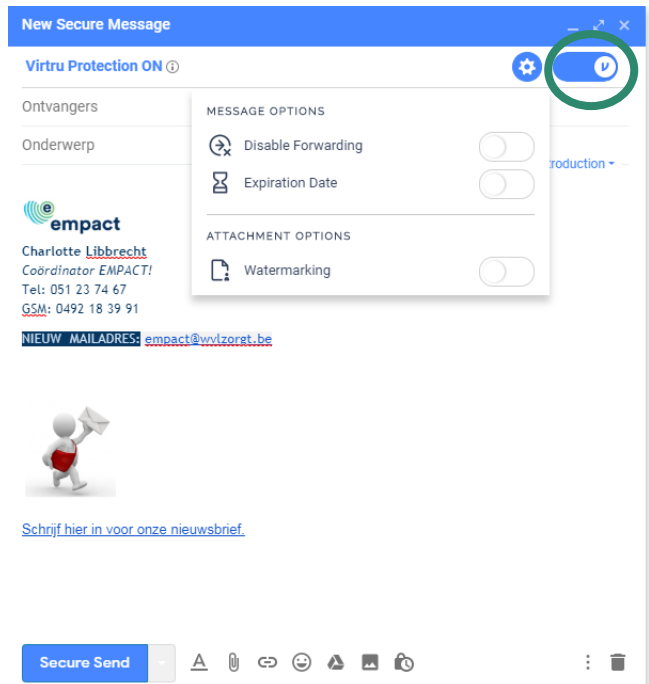 New Secure Message
Virtru Protection ON
Ontvangers
Onderwerp
MESSAGE OPTIONS
Disable Forwarding
Expiration Date
ATTACHMENT OPTIONS
Watermarking
empact
Charlotte Libbrecht
Coördinator EMPACT!
Tel: 051 23 74 67
GSM: 0492 18 39 91
NIEUW MAILADRES: empact@wvlzorgt.be
Schrijf hier in voor onze nieuwsbrief.
Secure Send